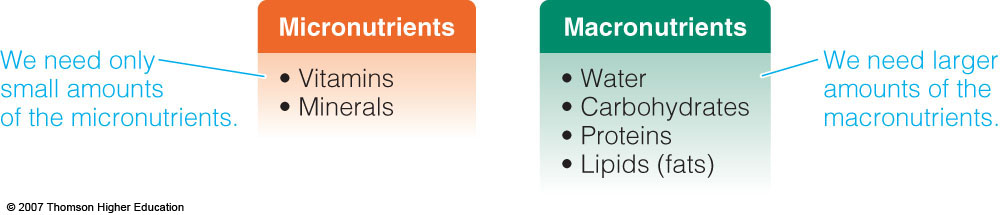 Micronutrients
We need only
small amounts
of the micronutrients.
• Vitamins
• Minerals
Macronutrients
• Water
• Carbohydrates
• Proteins
• Lipids (fats)
We need larger
amounts of the
macronutrients.
© 2007 Thomson Higher Education